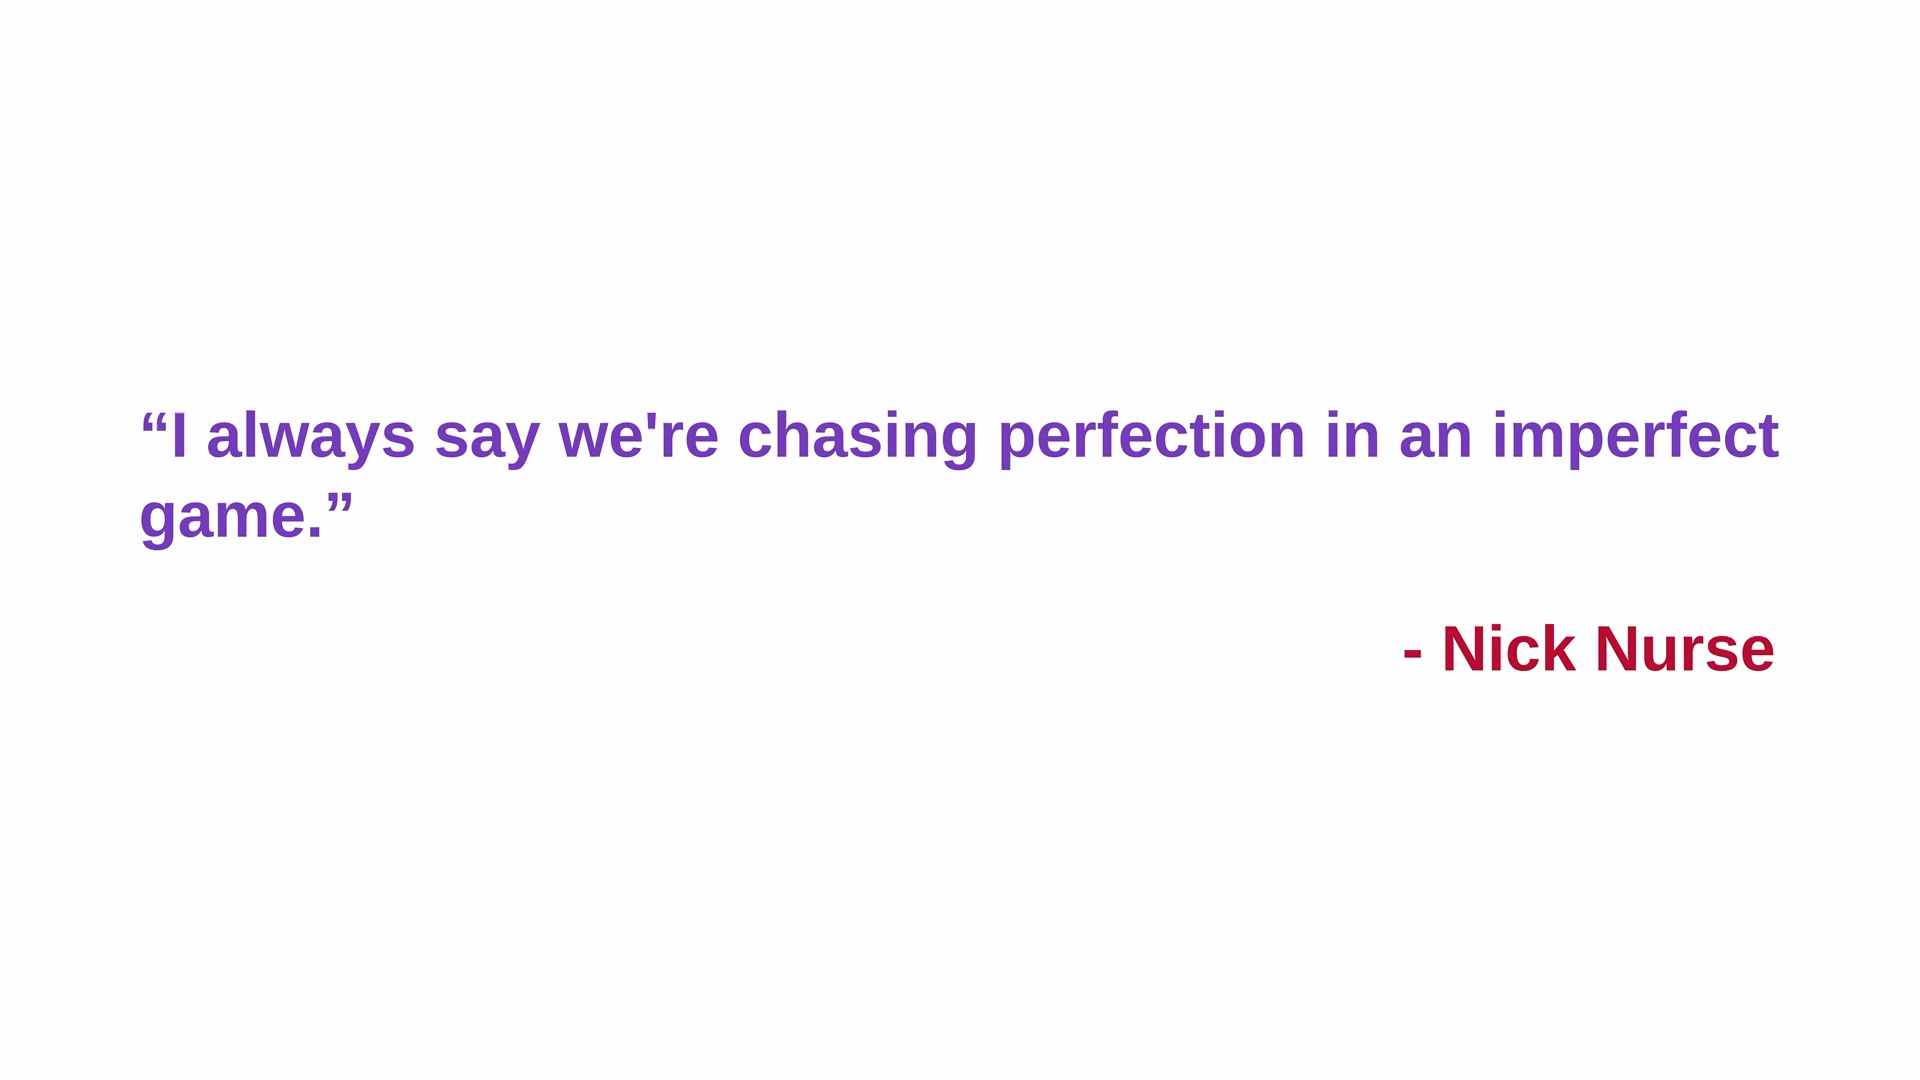 “I always say we're chasing perfection in an imperfect
game.”
- Nick Nurse